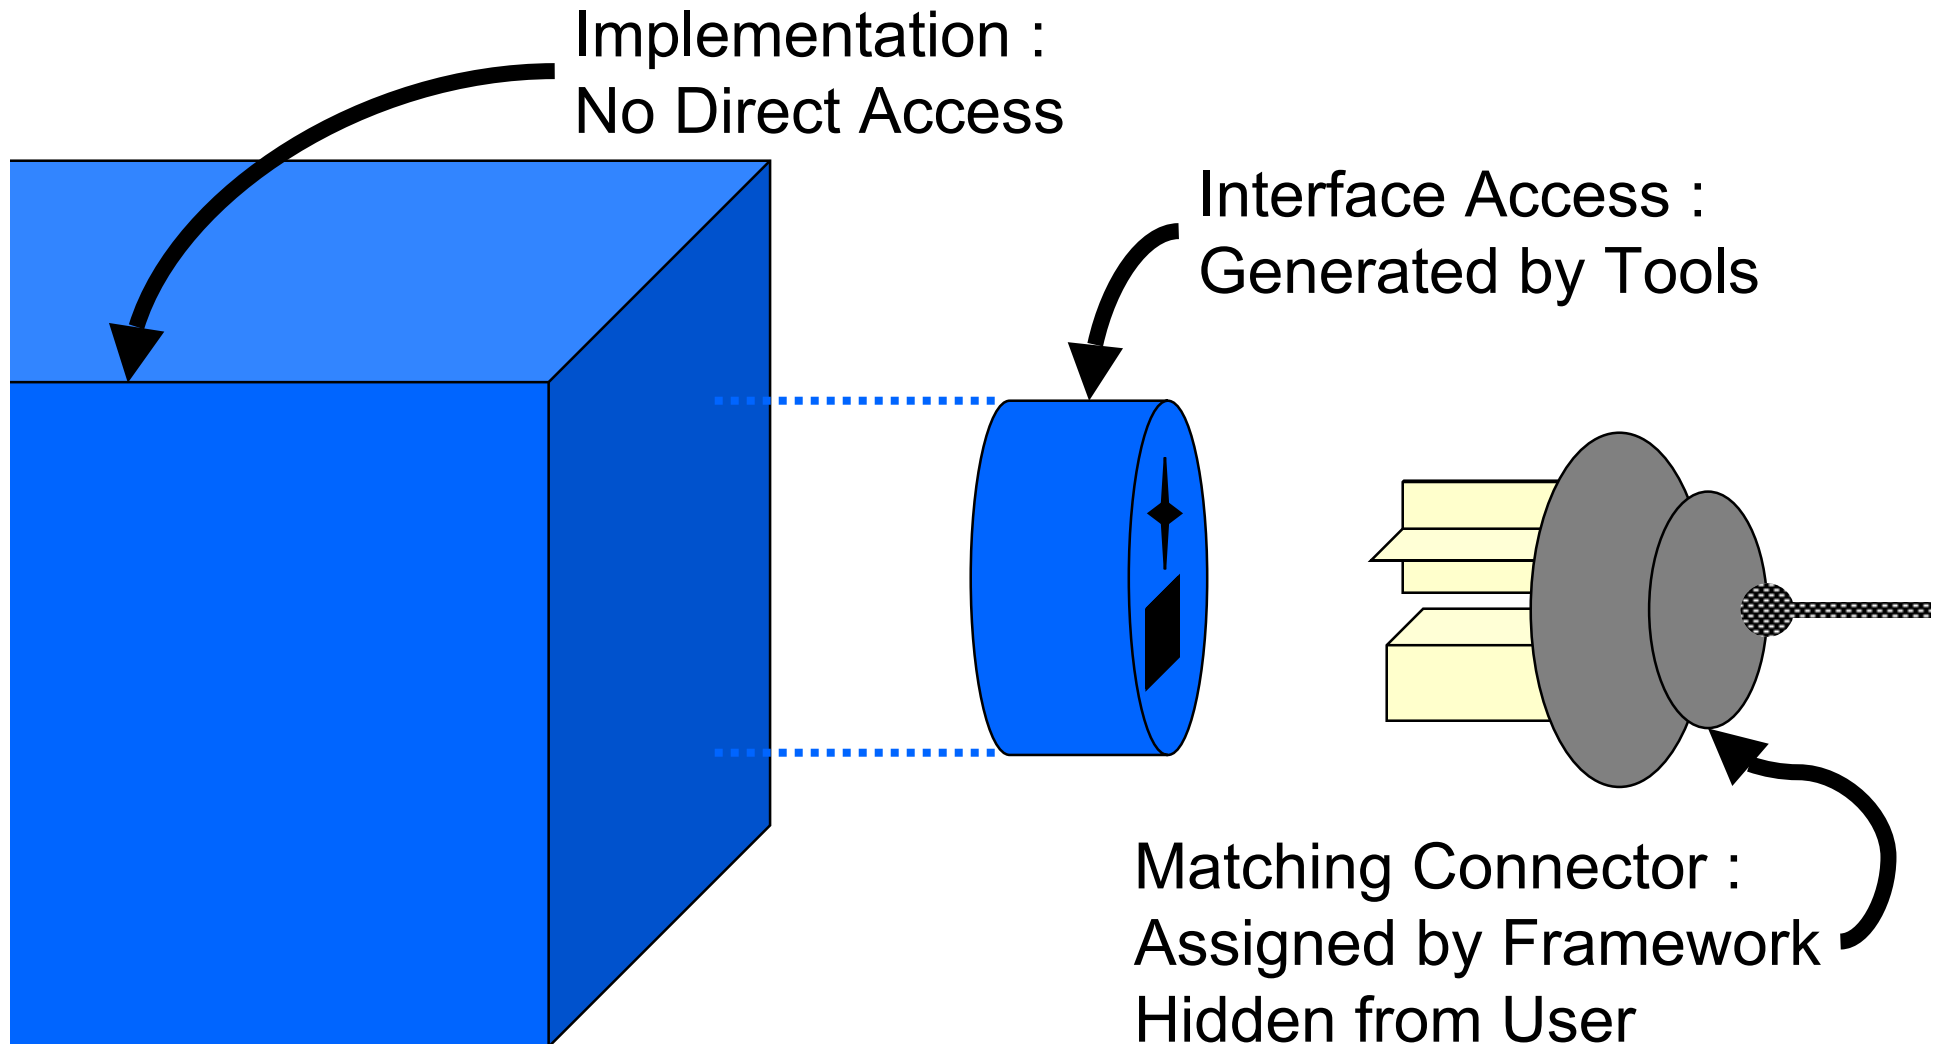 Implementation :
No Direct Access
Interface Access :
Generated by Tools
Matching Connector :
Assigned by Framework
Hidden from User